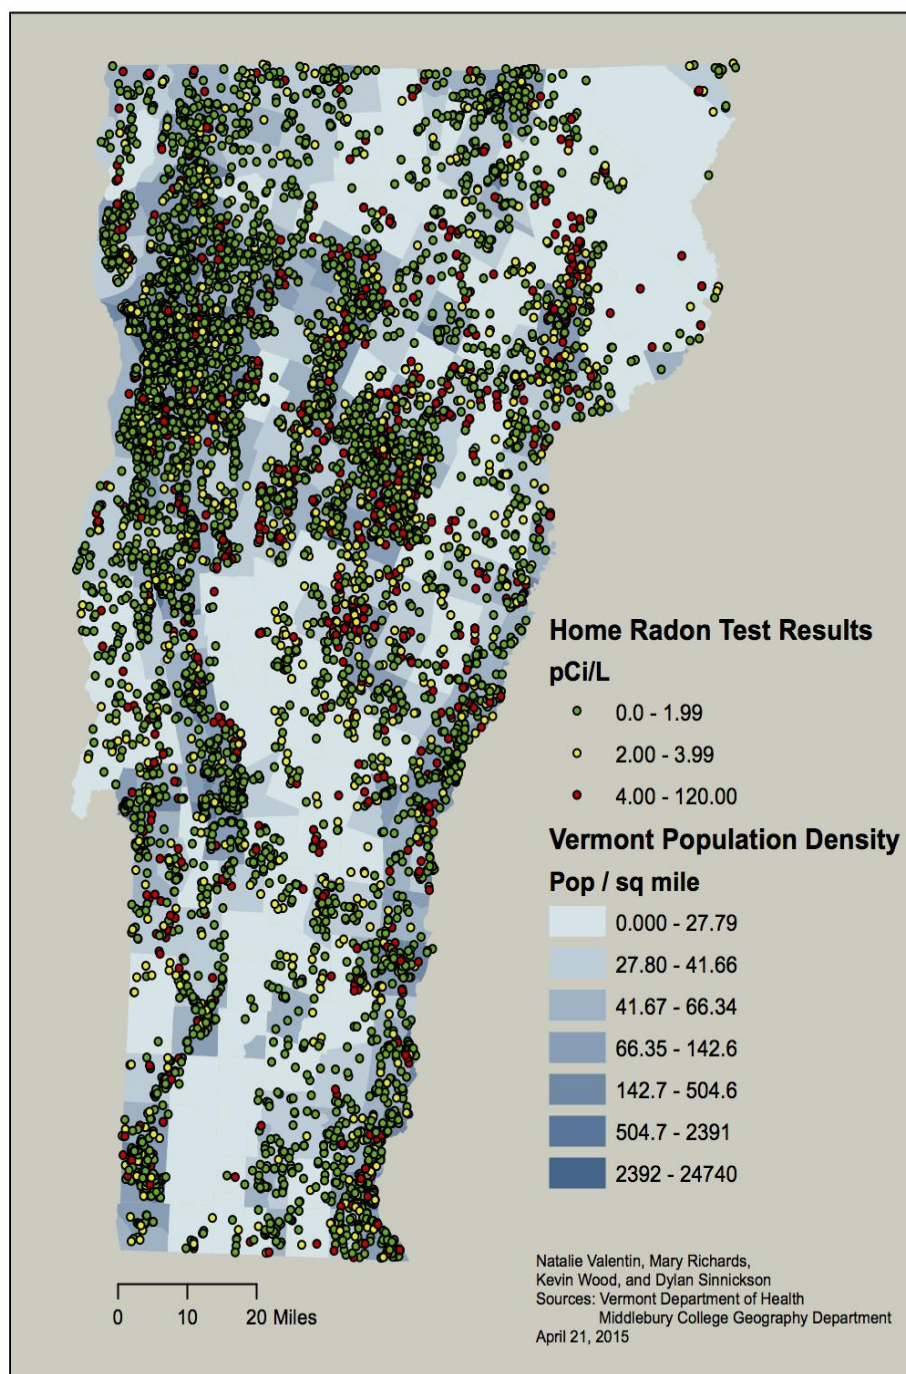 Home Radon Test Results
pCi/L
0.0 - 1.99
2.00 - 3.99
4.00 - 120.00
Vermont Population Density
Pop / sq mile
0.000 - 27.79
27.80 - 41.66
41.67 - 66.34
66.35 - 142.6
142.7 - 504.6
504.7 - 2391
2392 - 24740
Natalie Valentin, Mary Richards,
Kevin Wood, and Dylan Sinnickson
Sources: Vermont Department of Health
Middlebury College Geography Department
April 21, 2015
0 10 20 Miles